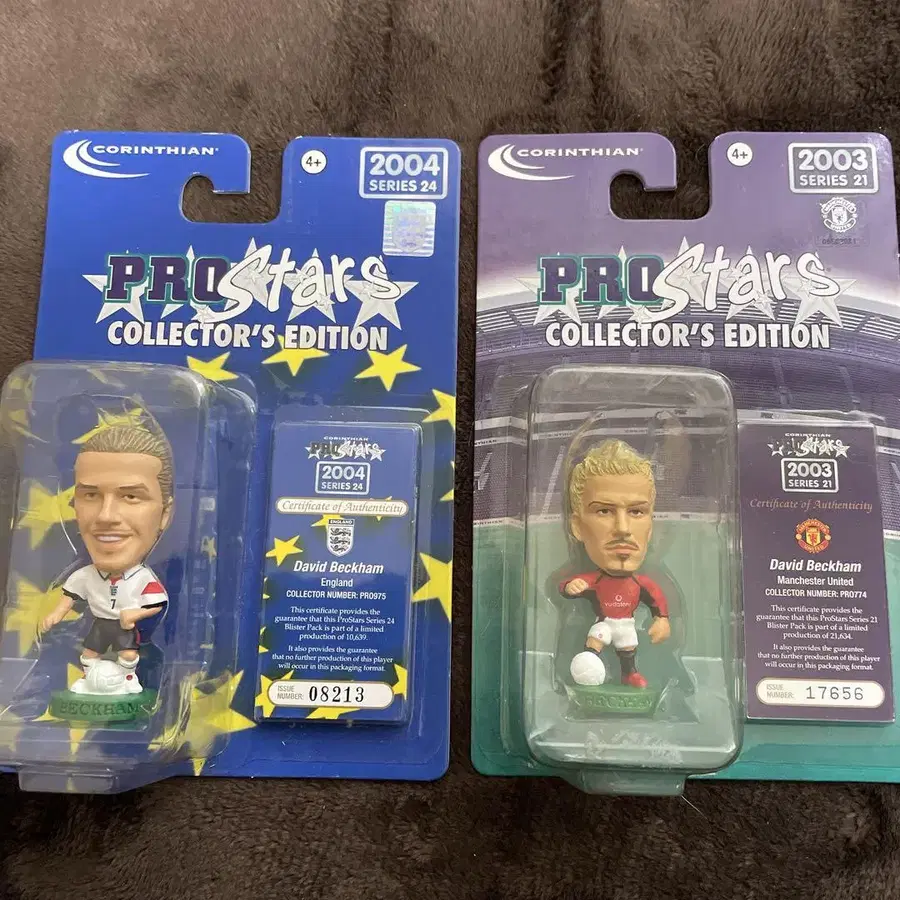 CORINTHIAN
4+
2004
SERIES 24
PROStars
COLLECTOR'S EDITION
CORINTHIAN
PROStars
2004
SERIES 24
Certificate of Authenticity
ENGLAND
David Beckham
England
COLLECTOR NUMBER: PRO975
This certificate provides the
guarantee that this ProStars Series 24
Blister Pack is part of a limited
production of 10,639.
It also provides the guarantee
that no further production of this player
will occur in this packaging format.
ISSUE
NUMBER: 08213
7
BECKHAM
CORINTHIAN
4+
2003
SERIES 21
PROStars
COLLECTOR'S EDITION
CORINTHIAN
PROStars
2003
SERIES 21
Certificate of Authenticity
David Beckham
Manchester United
COLLECTOR NUMBER: PRO774
This certificate provides the
guarantee that this ProStars Series 21
Blister Pack is part of a limited
production of 21,634.
It also provides the guarantee
that no further production of this player
will occur in this packaging format.
ISSUE
NUMBER: 17656
vodafone
BECKHAM